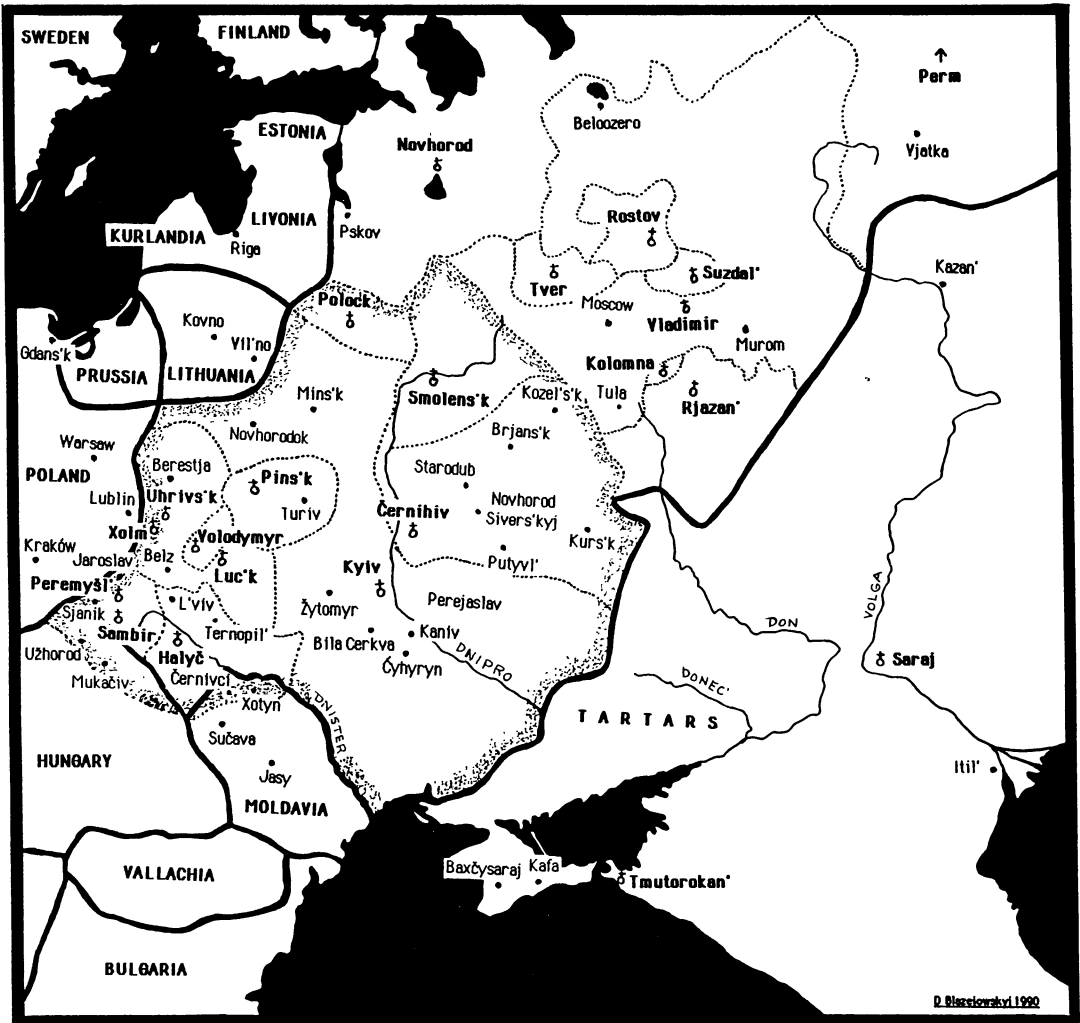 SWEDEN
FINLAND
Perm
Beloozero
ESTONIA
Novhorod
Vjatka
LIVONIA
Rostov
KURLANDIA
Riga
Pskov
Suzdal'
Kazan'
Tver
Moscow
Polock
Vladimir
Kovno
Murom
Gdans'k
Vil'no
PRUSSIA
LITHUANIA
Kolomna
Smolens'k
Kozel's'k
Tula
Rjazan'
Mins'k
Novhorodok
Brjans'k
Warsaw
Berestja
Starodub
POLAND
Pins'k
Uhrivs'k
Lublin
Turiv
Novhorod
Sivers'kyj
Černihiv
Xolm
Volodymyr
Kurs'k
Kraków
Jaroslav
Belz
Putyvl'
Luc'k
Kyiv
Peremyšl
L'viv
Žytomyr
Perejaslav
VOLGA
Sjanik
Sambir
Ternopil'
Kaniv
DON
Bila Cerkva
Užhorod
Halyč
Ćyhyryn
DNIPRO
Saraj
Mukačiv
Černivci
DONEC'
Xotyn
DNISTER
TARTARS
Sučava
HUNGARY
Jasy
Itil'
MOLDAVIA
VALLACHIA
Baxčysaraj
Kafa
Tmutorokan'
BULGARIA
D Blazejowskyj 1990